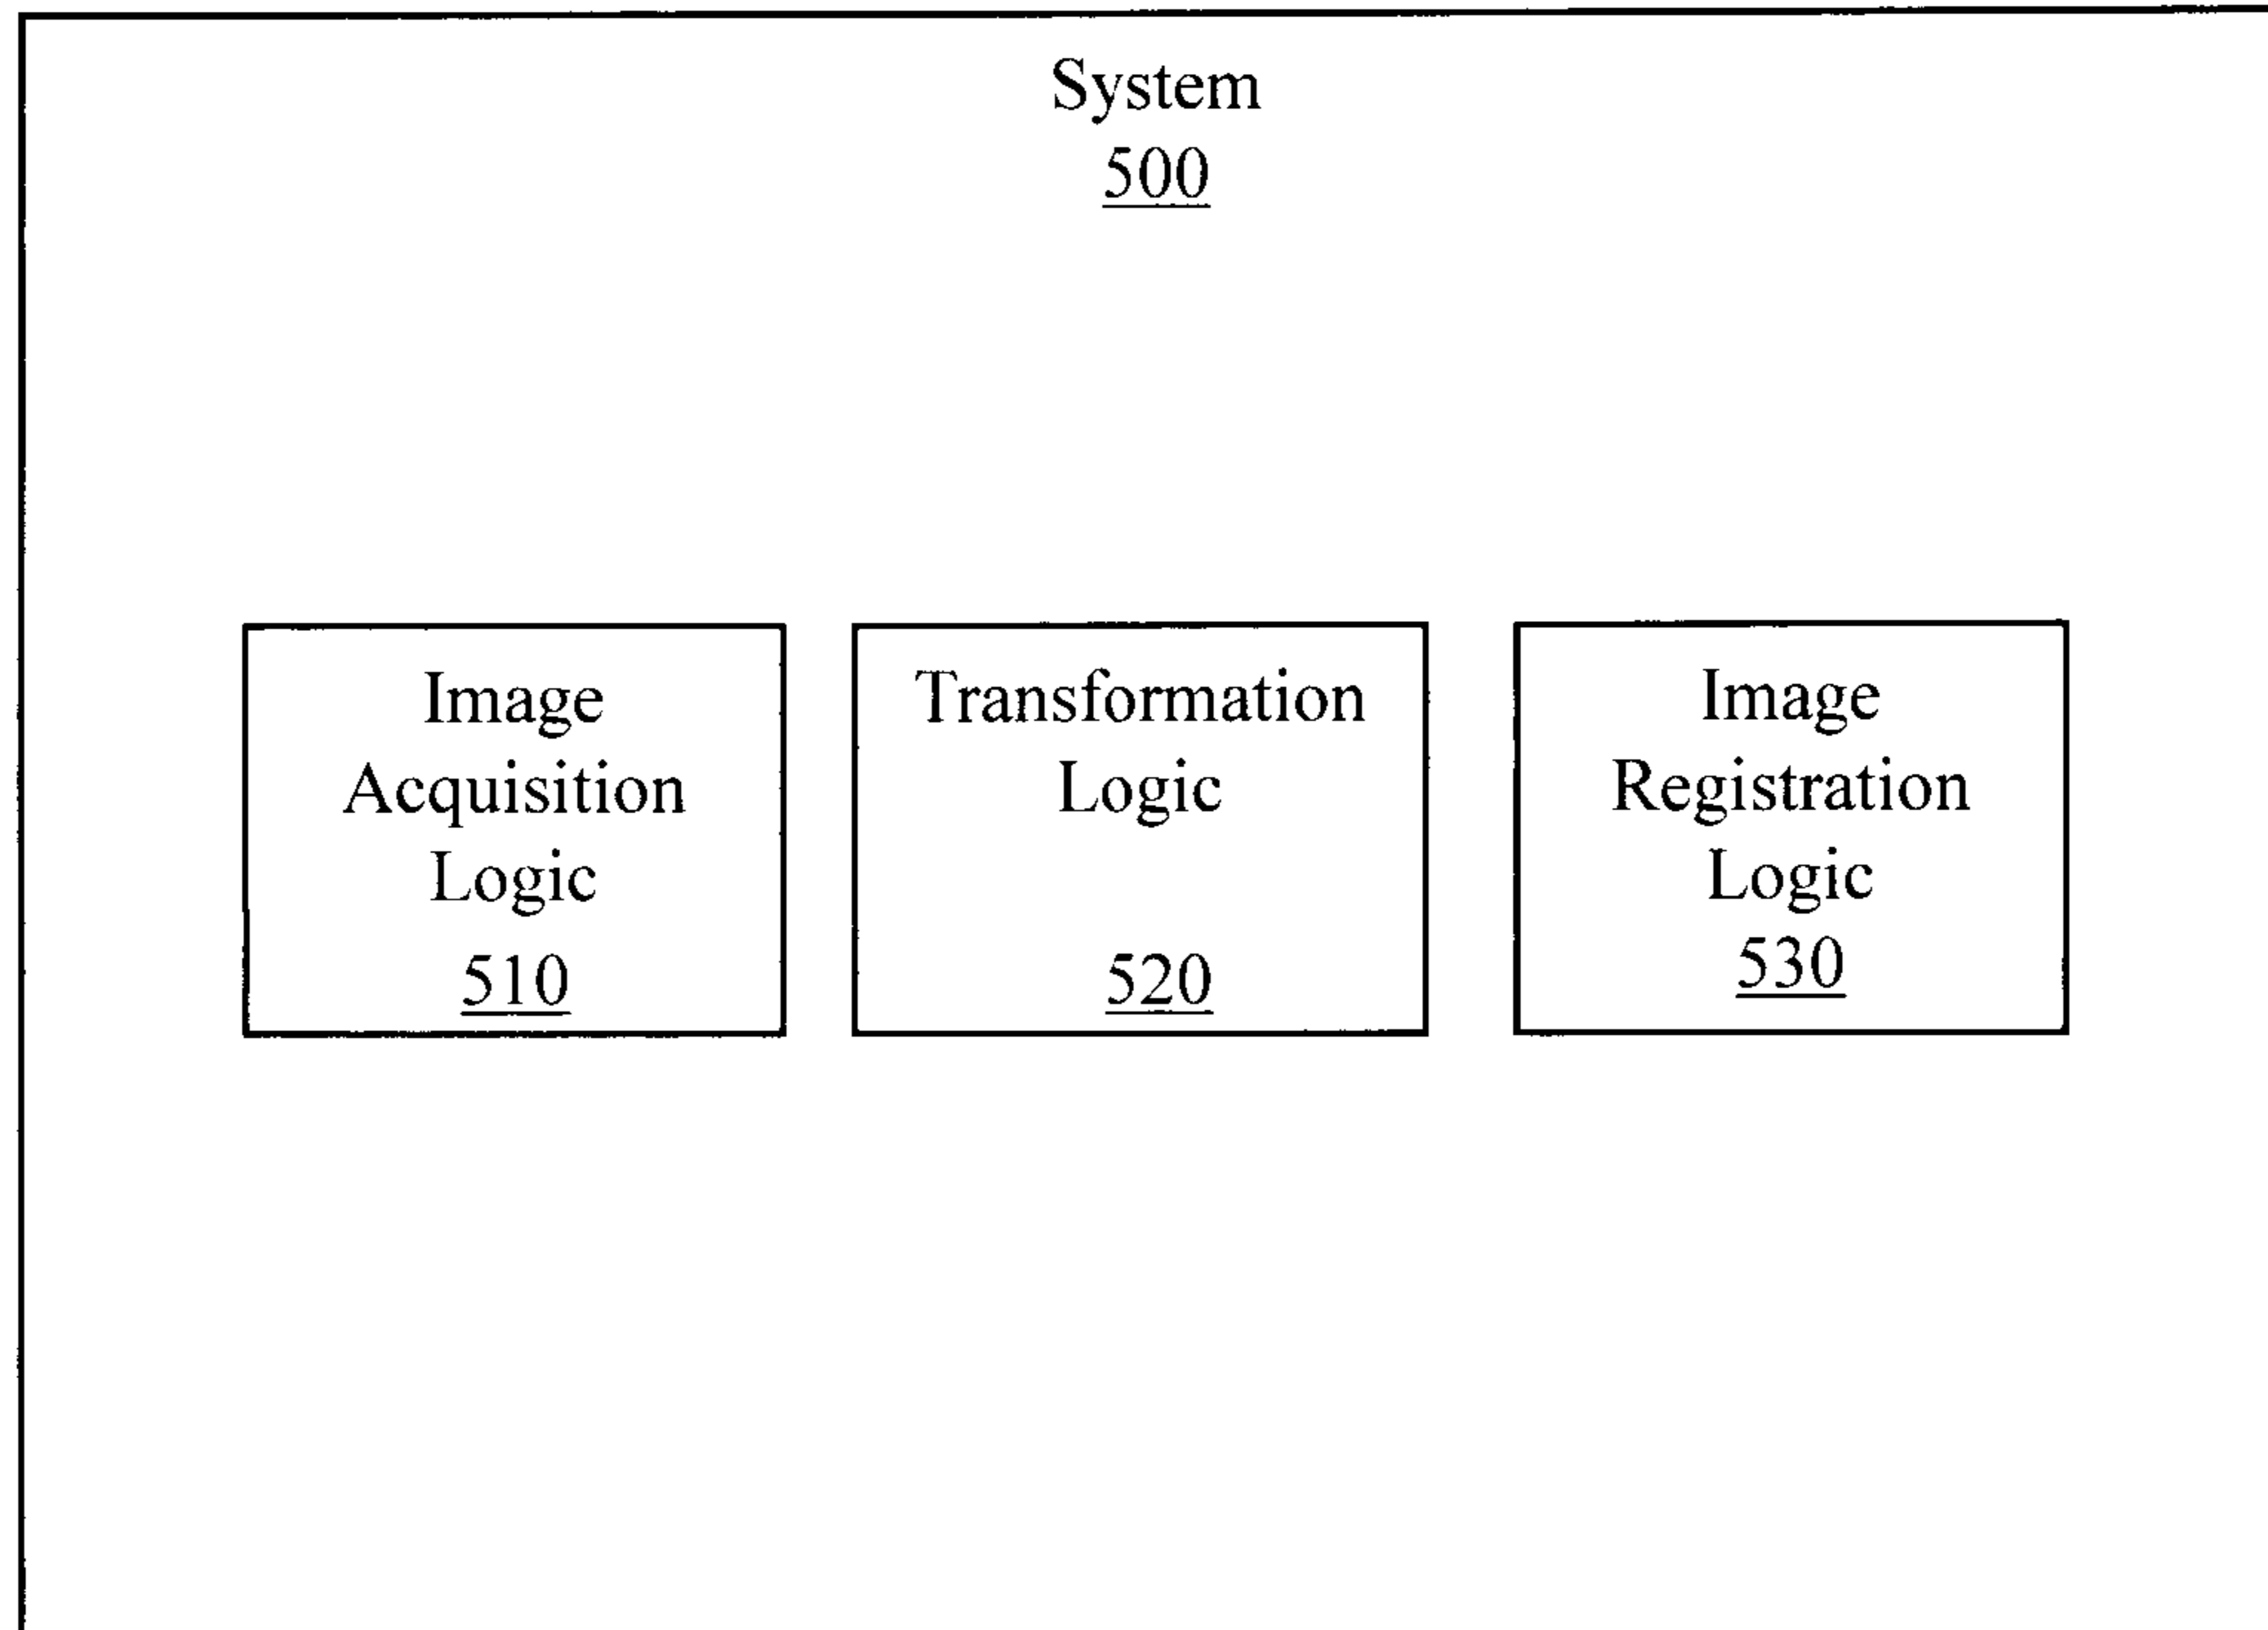 System
500
Image
Acquisition
Logic
510
Transformation
Logic
520
Image
Registration
Logic
530